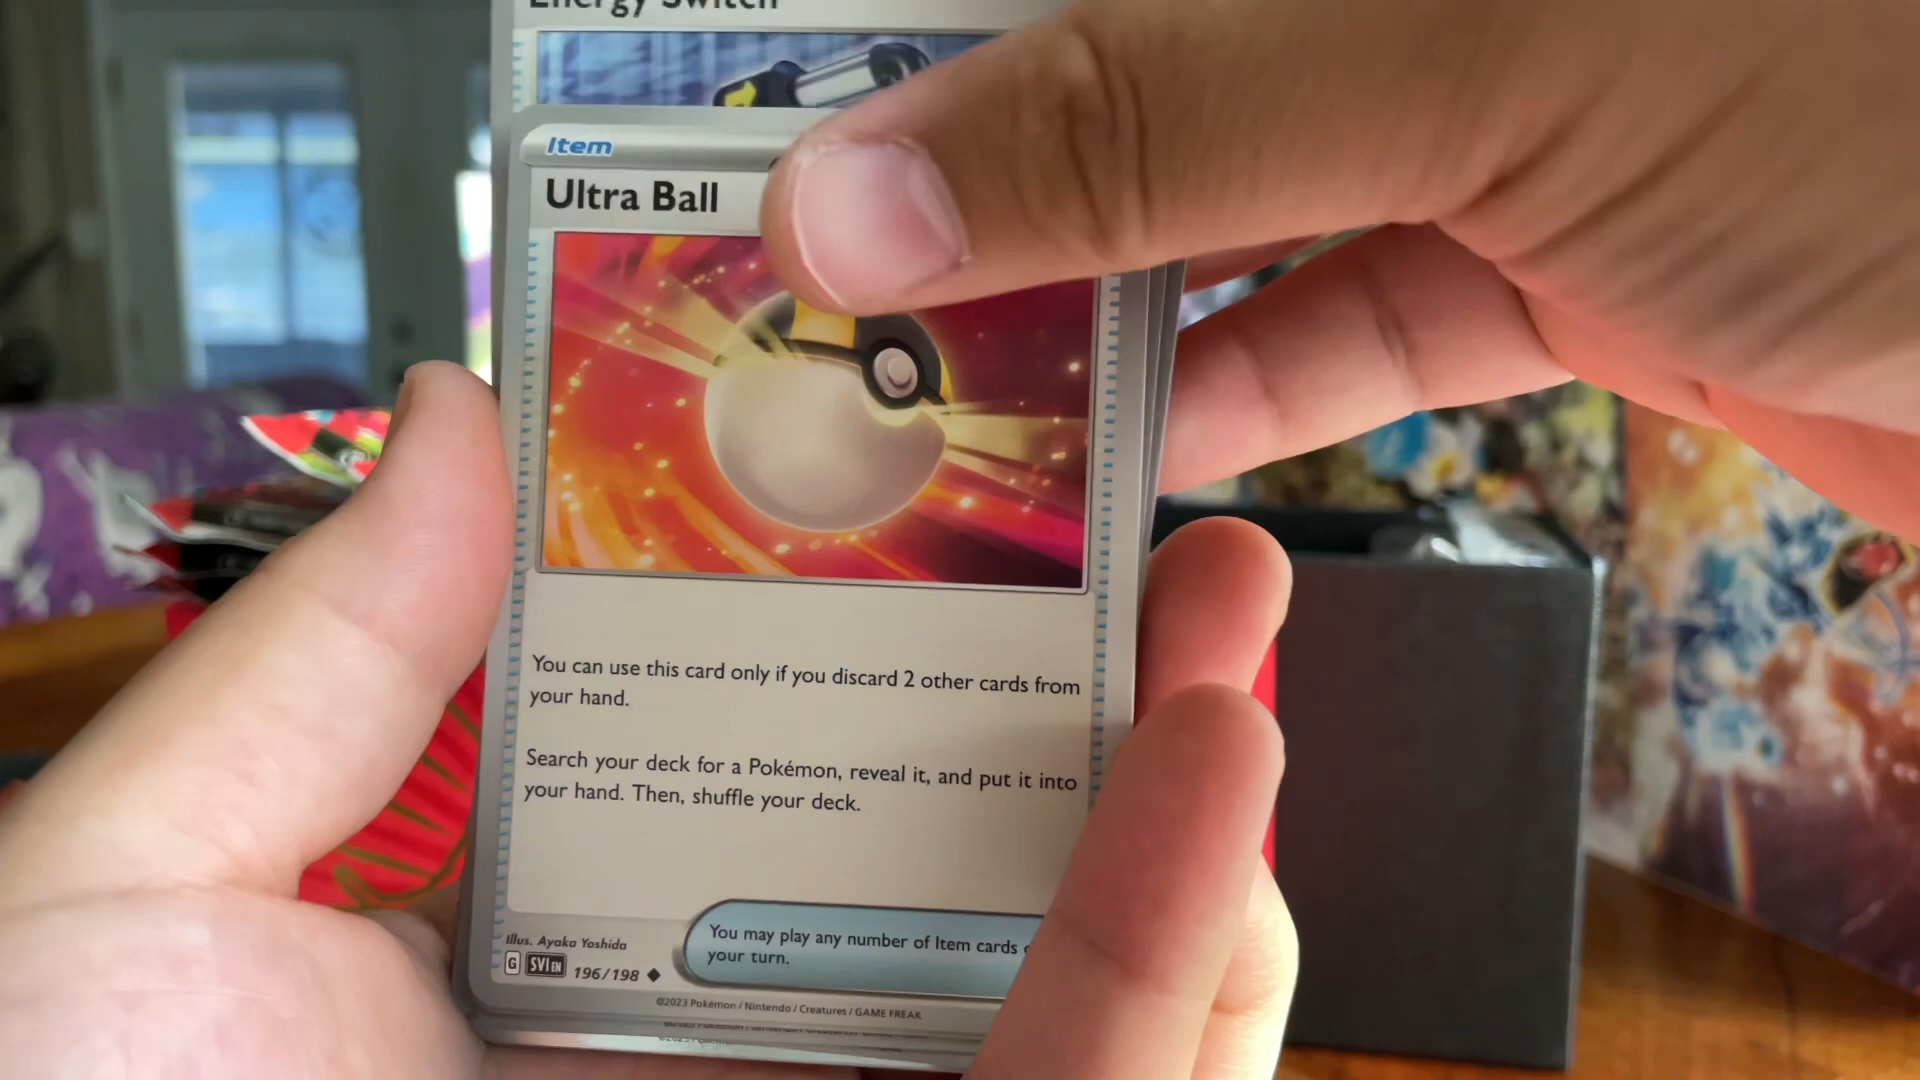 Energy Switch
Item
Ultra Ball
You can use this card only if you discard 2 other cards from
your hand.
Search your deck for a Pokémon, reveal it, and put it into
your hand. Then, shuffle your deck.
You may play any number of Item cards
your turn.
Illus. Ayaka Yoshida
G SVI EN 196/198
©2023 Pokémon / Nintendo / Creatures / GAME FREAK